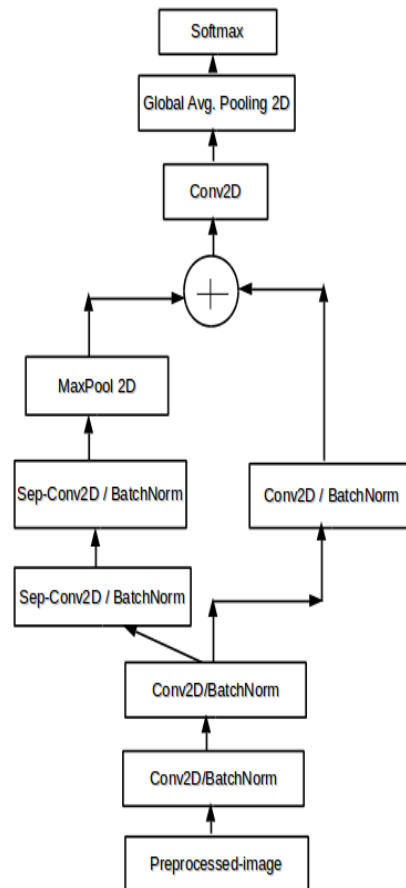 Softmax
Global Avg. Pooling 2D
Conv2D
MaxPool 2D
Sep-Conv2D / BatchNorm
Conv2D / BatchNorm
Sep-Conv2D / BatchNorm
Conv2D/BatchNorm
Conv2D/BatchNorm
Preprocessed-image